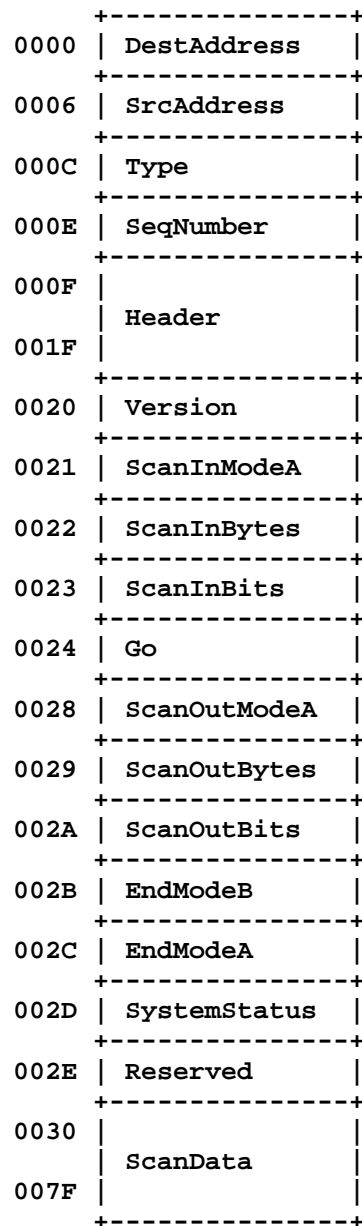 0000 | DestAddress |
0006 | SrcAddress |
000C | Type |
000E | SeqNumber |
000F
Header
001F
0020 | Version |
0021 | ScanInModeA |
0022 | ScanInBytes |
0023 | ScanInBits |
0024 | Go |
0028 | ScanOutModeA |
0029 | ScanOutBytes |
002A | ScanOutBits |
002B | EndModeB |
002C | EndModeA |
002D | SystemStatus |
002E | Reserved |
0030
ScanData
007F